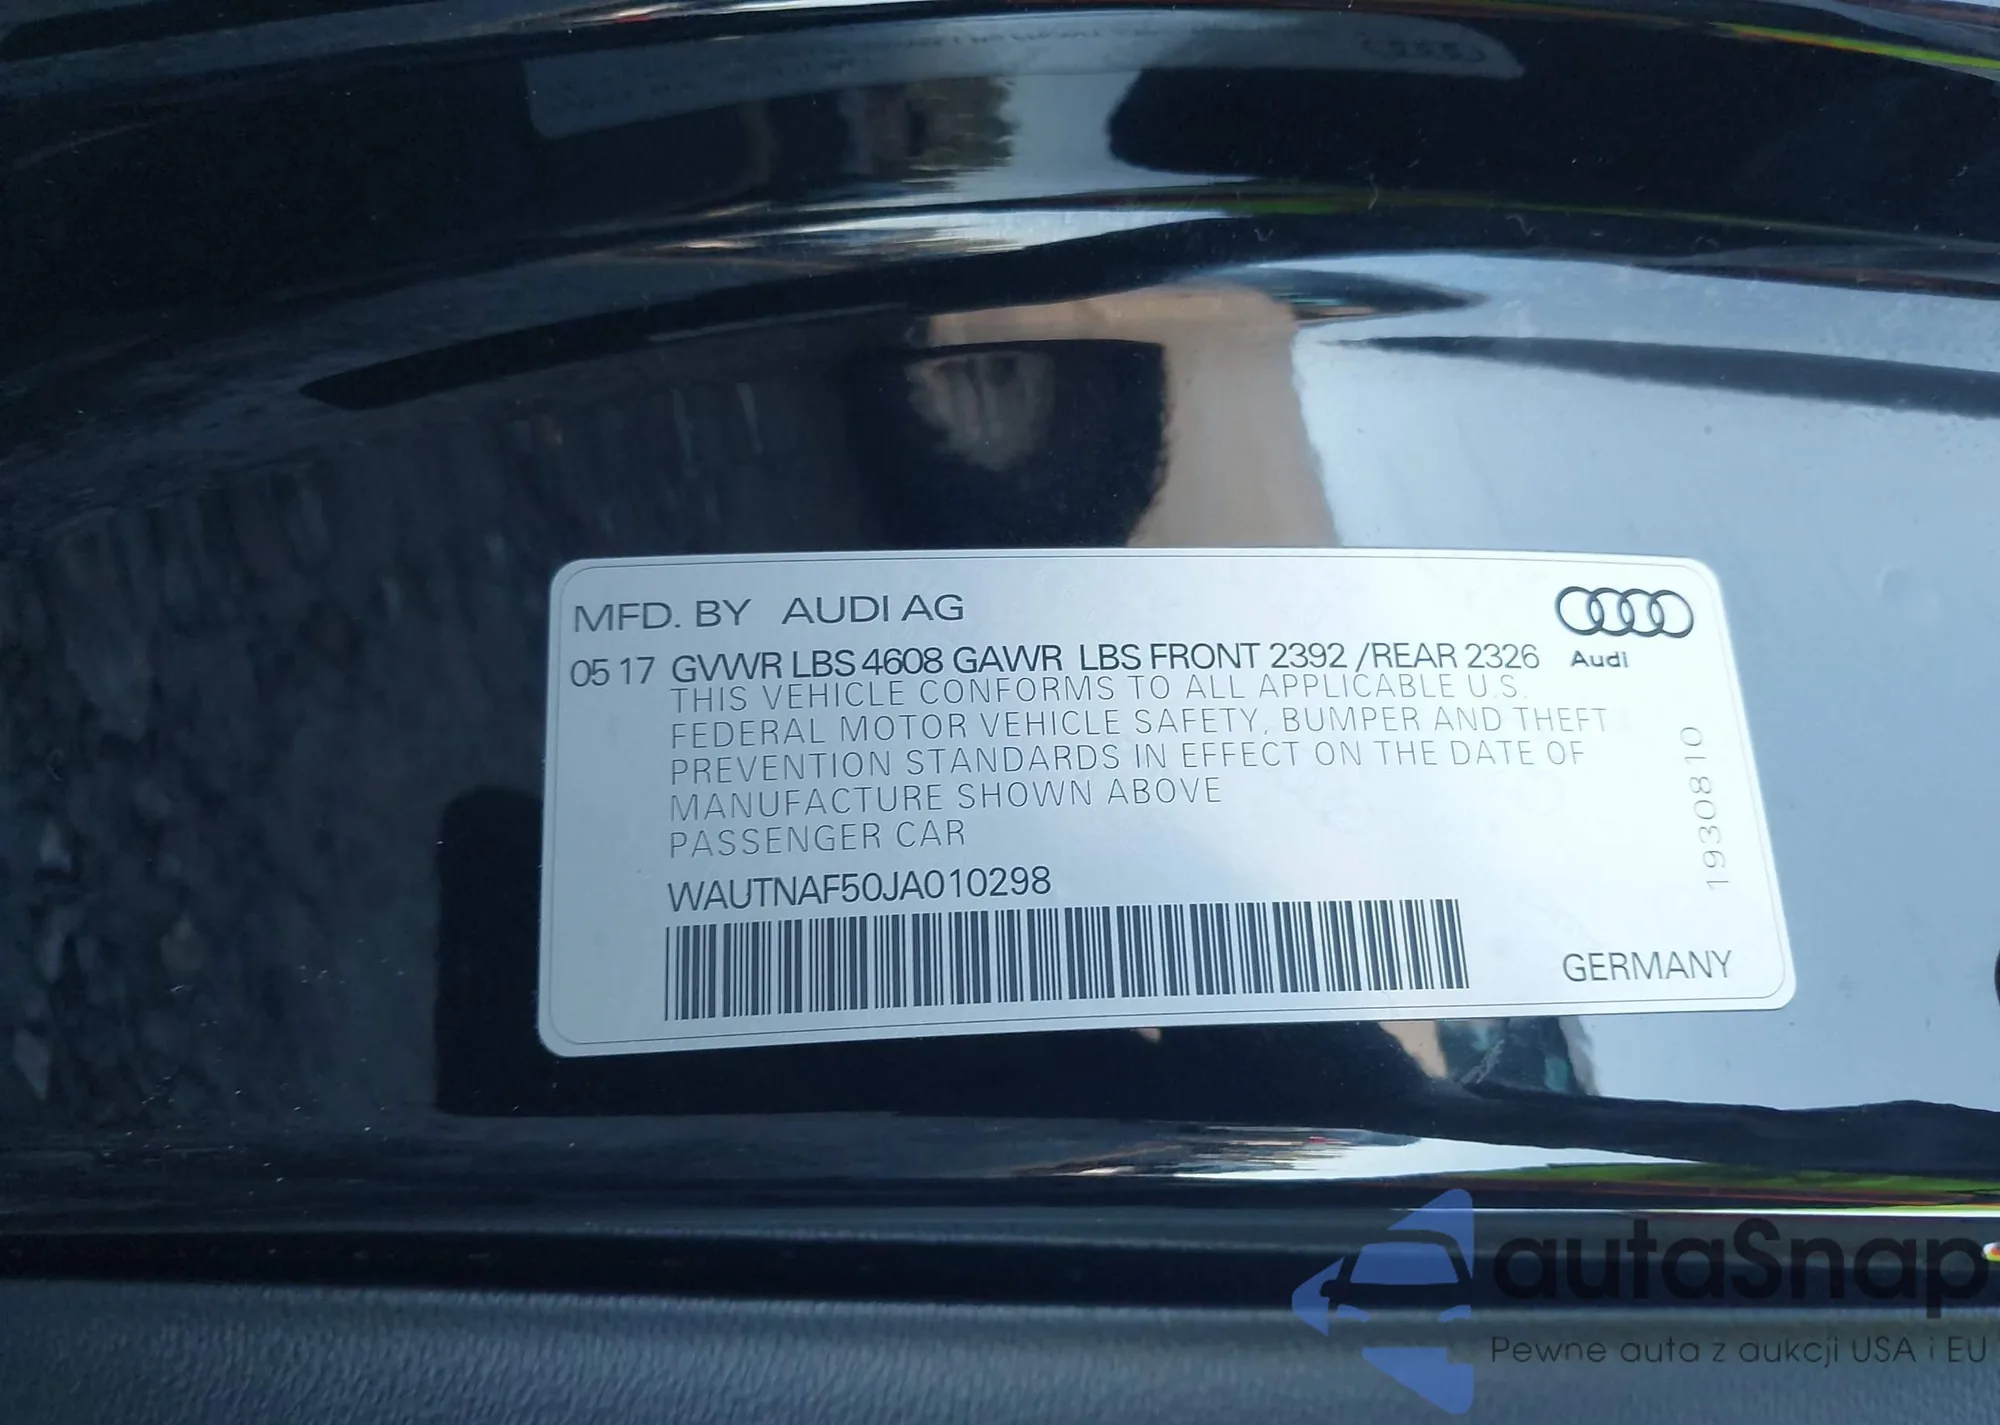 MFD. BY AUDI AG
05 17 GVWR LBS 4608 GAWR LBS FRONT 2392 /REAR 2326
Audi
THIS VEHICLE CONFORMS TO ALL APPLICABLE U.S.
FEDERAL MOTOR VEHICLE SAFETY, BUMPER AND THEFT
PREVENTION STANDARDS IN EFFECT ON THE DATE OF
MANUFACTURE SHOWN ABOVE
PASSENGER CAR
WAUTNAF50JA010298
1930810
GERMANY
autaSnap
Pewne auta z aukcji USA i EU